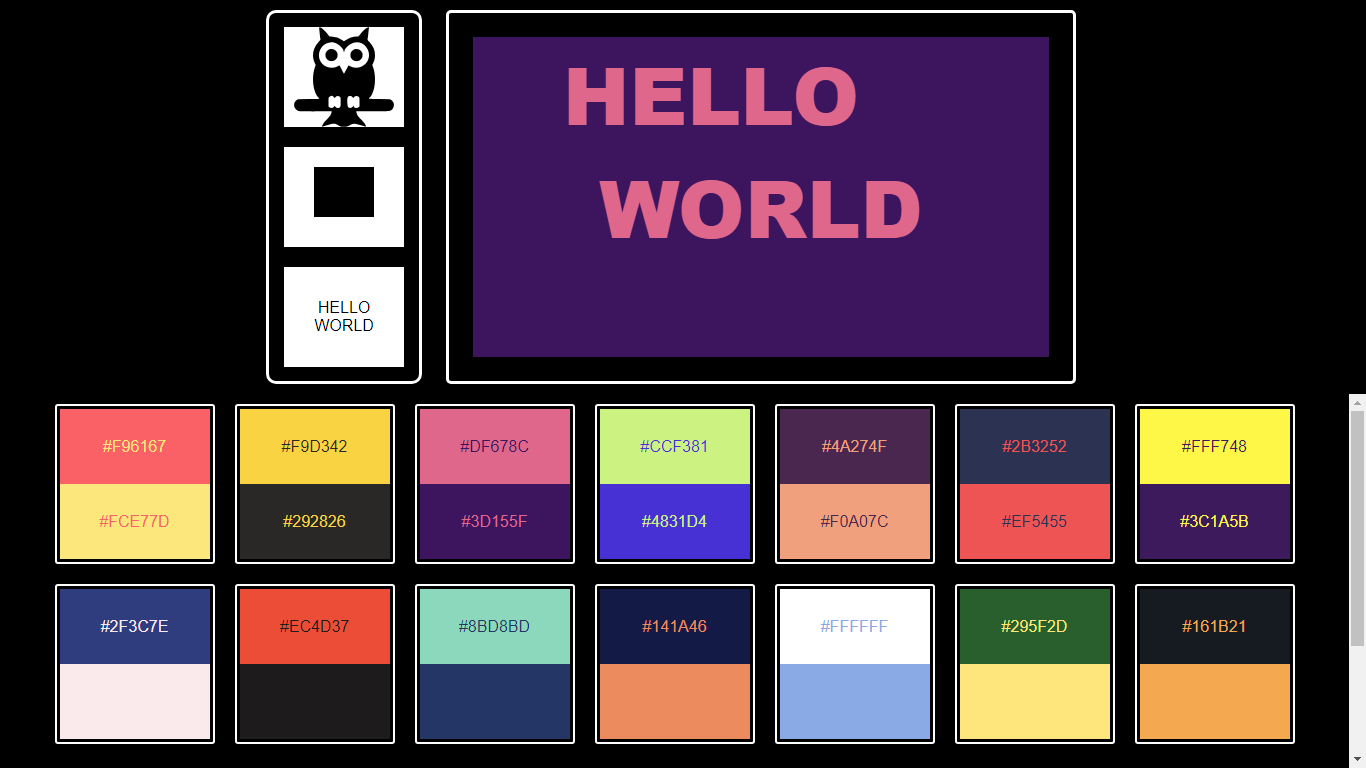 HELLO
WORLD
HELLO
WORLD
#F96167
#F9D342
#DF678C
#CCF381
#4A274F
#2B3252
#FFF748
#FCE77D
#292826
#3D155F
#4831D4
#F0A07C
#EF5455
#3C1A5B
#2F3C7E
#EC4D37
#8BD8BD
#141A46
#FFFFFF
#295F2D
#161B21